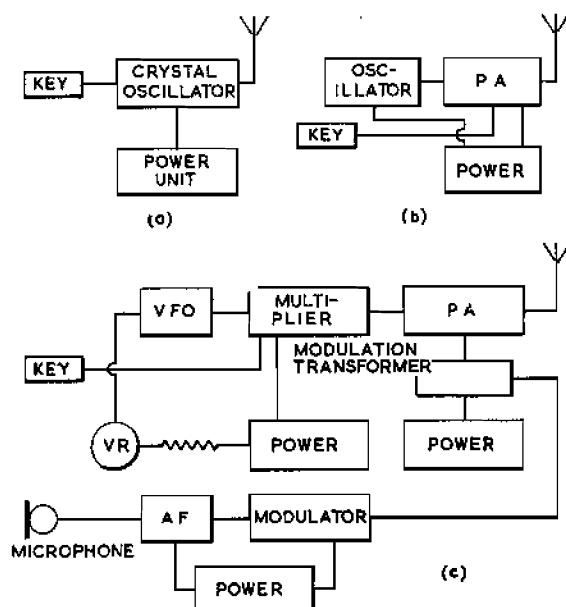 KEY
CRYSTAL
OSCILLATOR
POWER
UNIT
(a)
OSC-
ILLATOR
PA
KEY
POWER
(b)
VFO
MULTI-
PLIER
PA
KEY
MODULATION
TRANSFORMER
VR
POWER
POWER
MICROPHONE
AF
MODULATOR
POWER
(c)